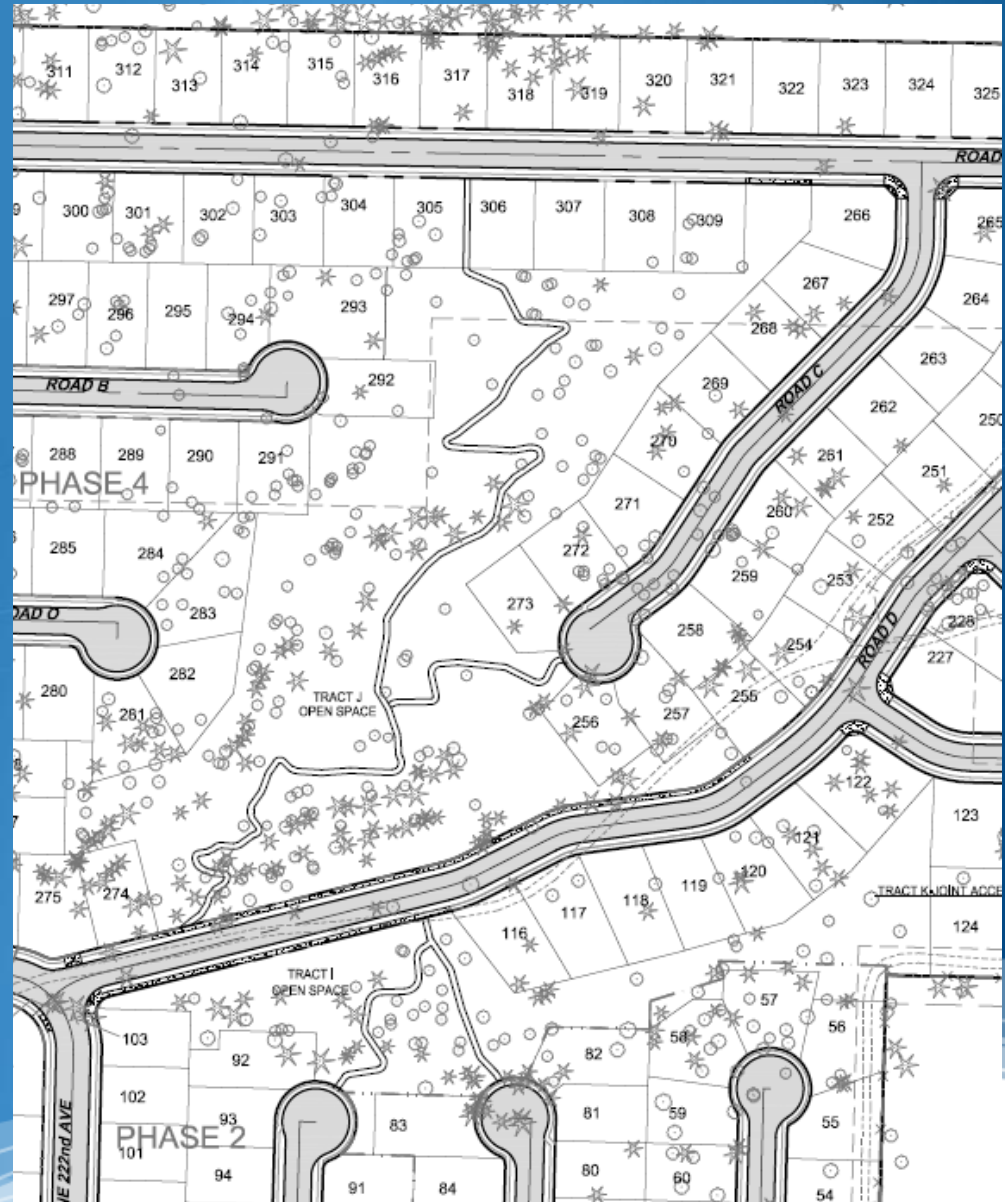 311 312 313 314 315 316 317 318 319 320 321 322 323 324 325
ROAD
300 301 302 303 304 305 306 307 308 309 266 265
297 296 295 294 293 267 264
268
ROAD B
292 269 ROAD C 263
262
288 289 290 291 270 261 250
PHASE 4
251
271 260 252
285 284 272 259 253
283 273 258 254 228
ROAD O
ROAD D
227
280 282 281 256 257 255
TRACT J
OPEN SPACE
122
123
121
275 274 120
119
118
117
TRACT K-JOINT ACCE
116 124
TRACT I
OPEN SPACE
57
56
103 58
92 82
102 93 83 81 59 55
PHASE 2
101
NE 222nd AVE
94 91 84 80 60 54